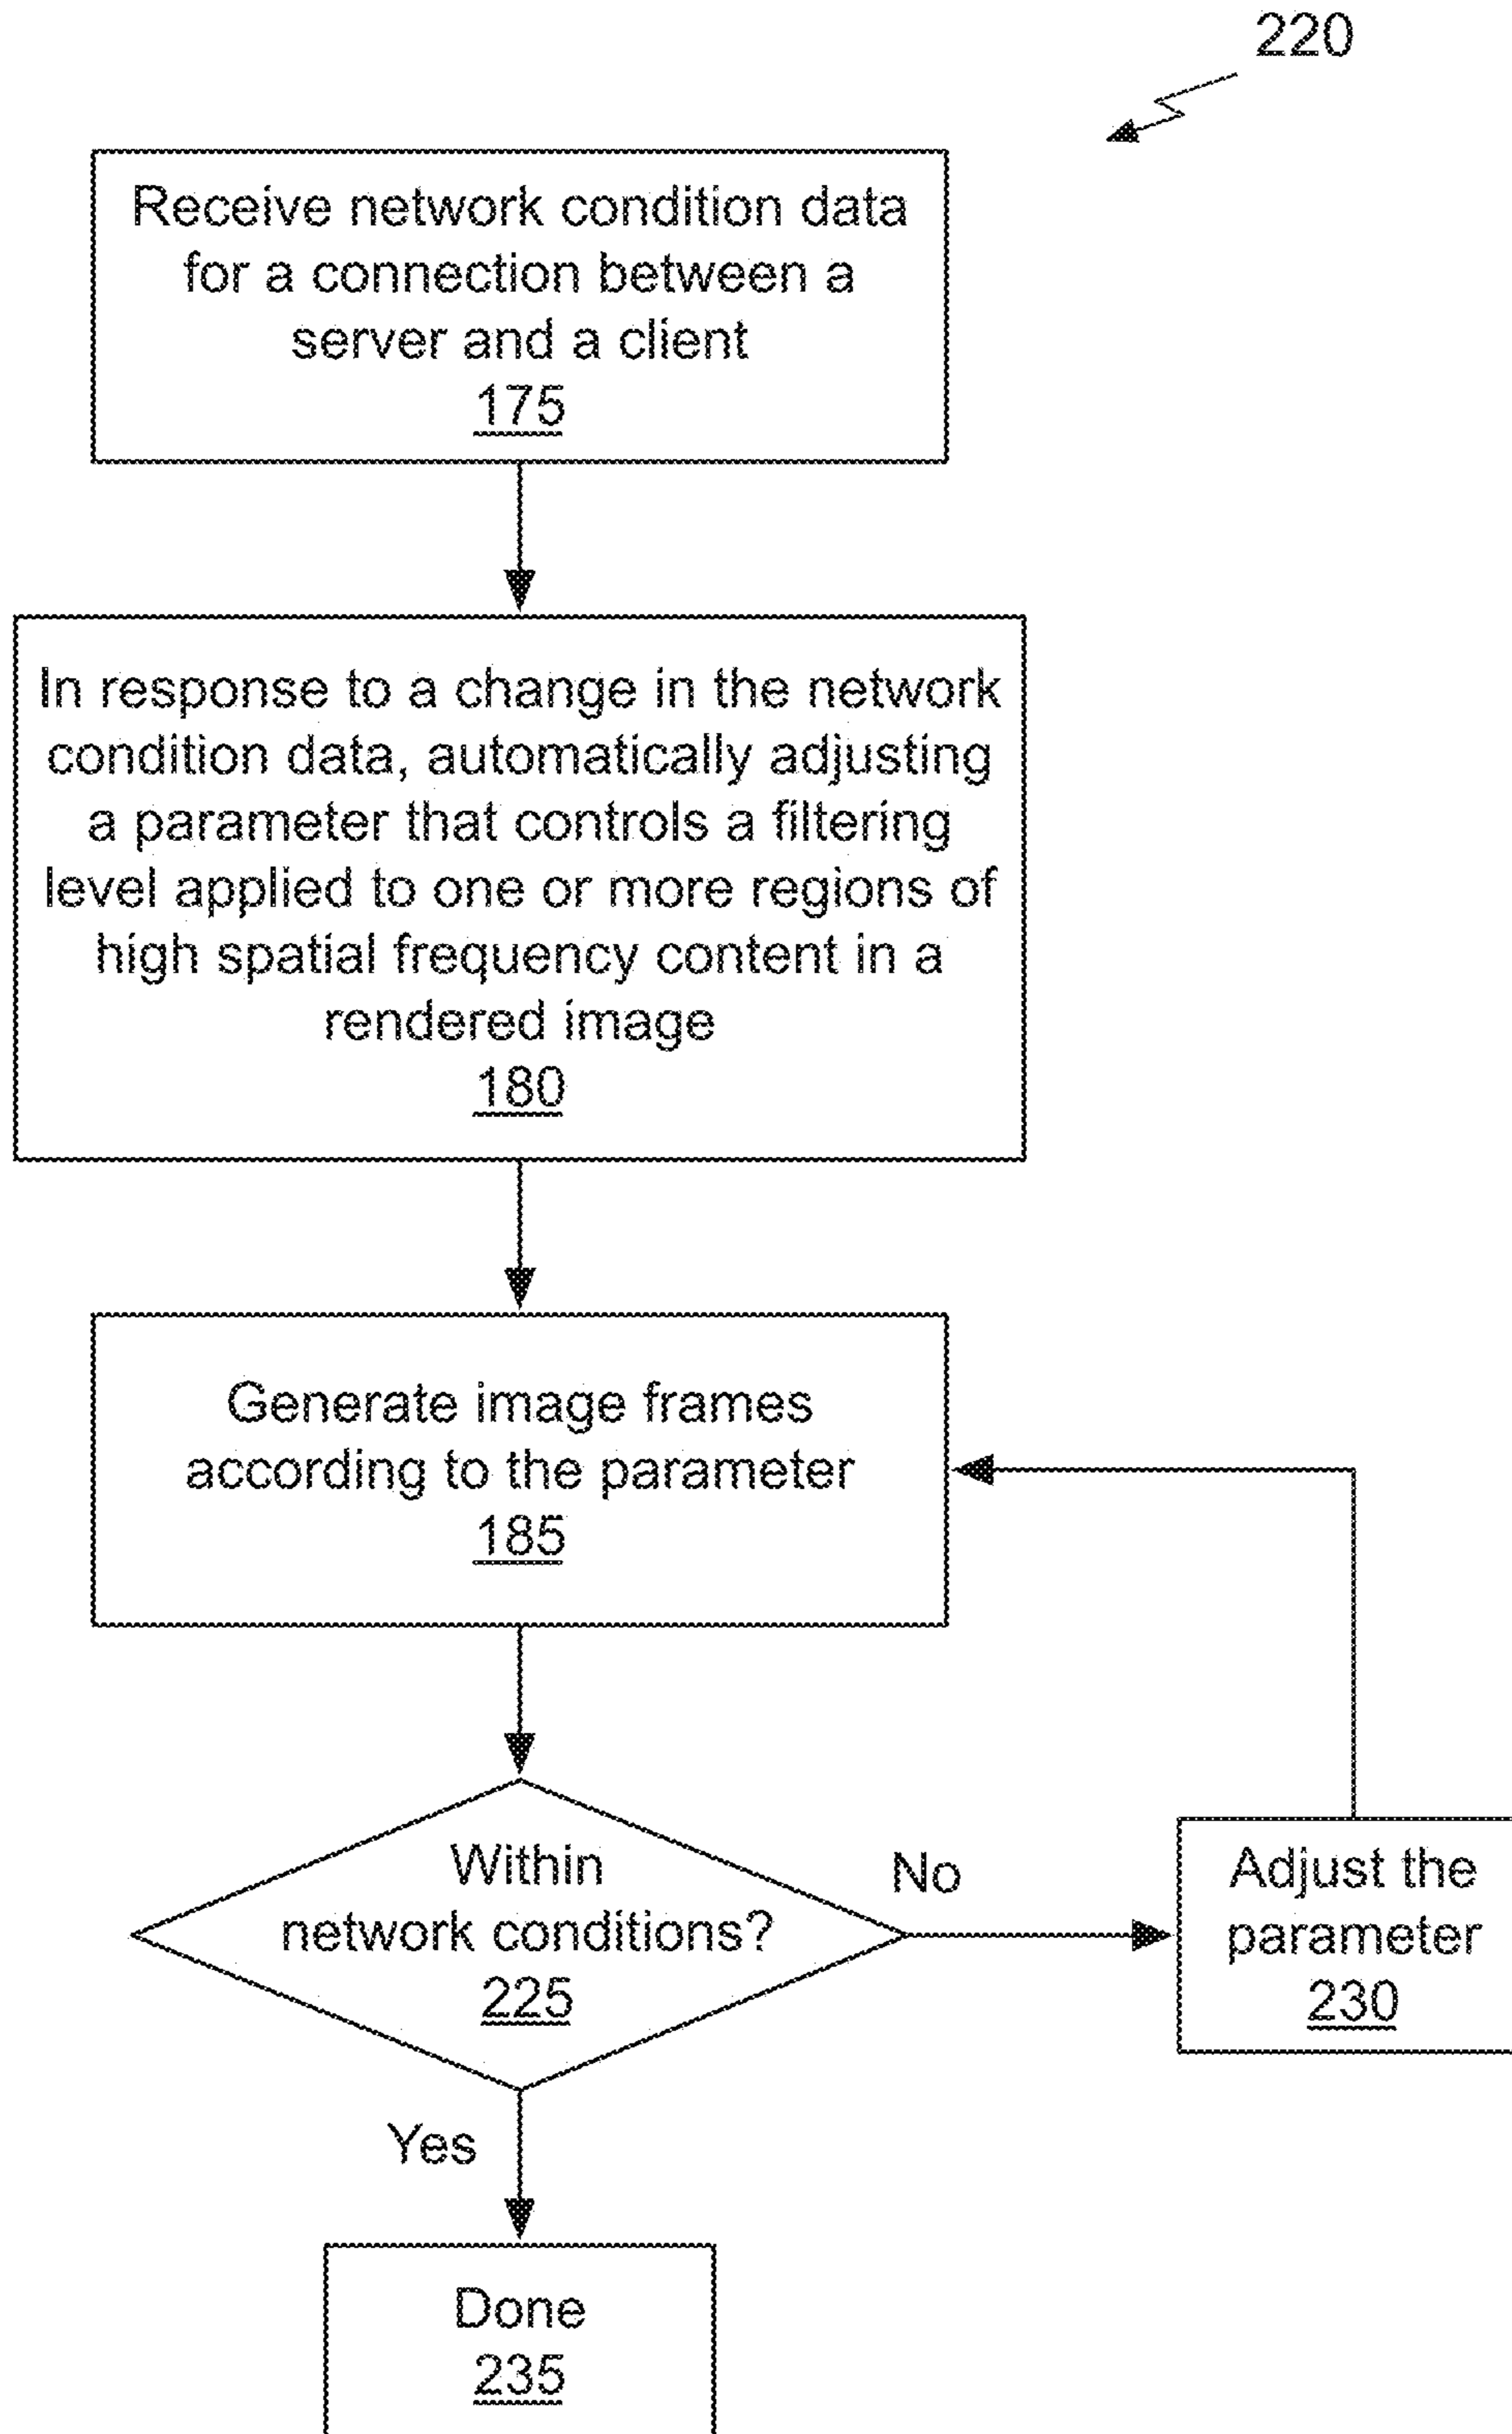 220
Receive network condition data
for a connection between a
server and a client
175
In response to a change in the network
condition data, automatically adjusting
a parameter that controls a filtering
level applied to one or more regions of
high spatial frequency content in a
rendered image
180
Generate image frames
according to the parameter
185
Within
network conditions?
225
No
Adjust the
parameter
230
Yes
Done
235